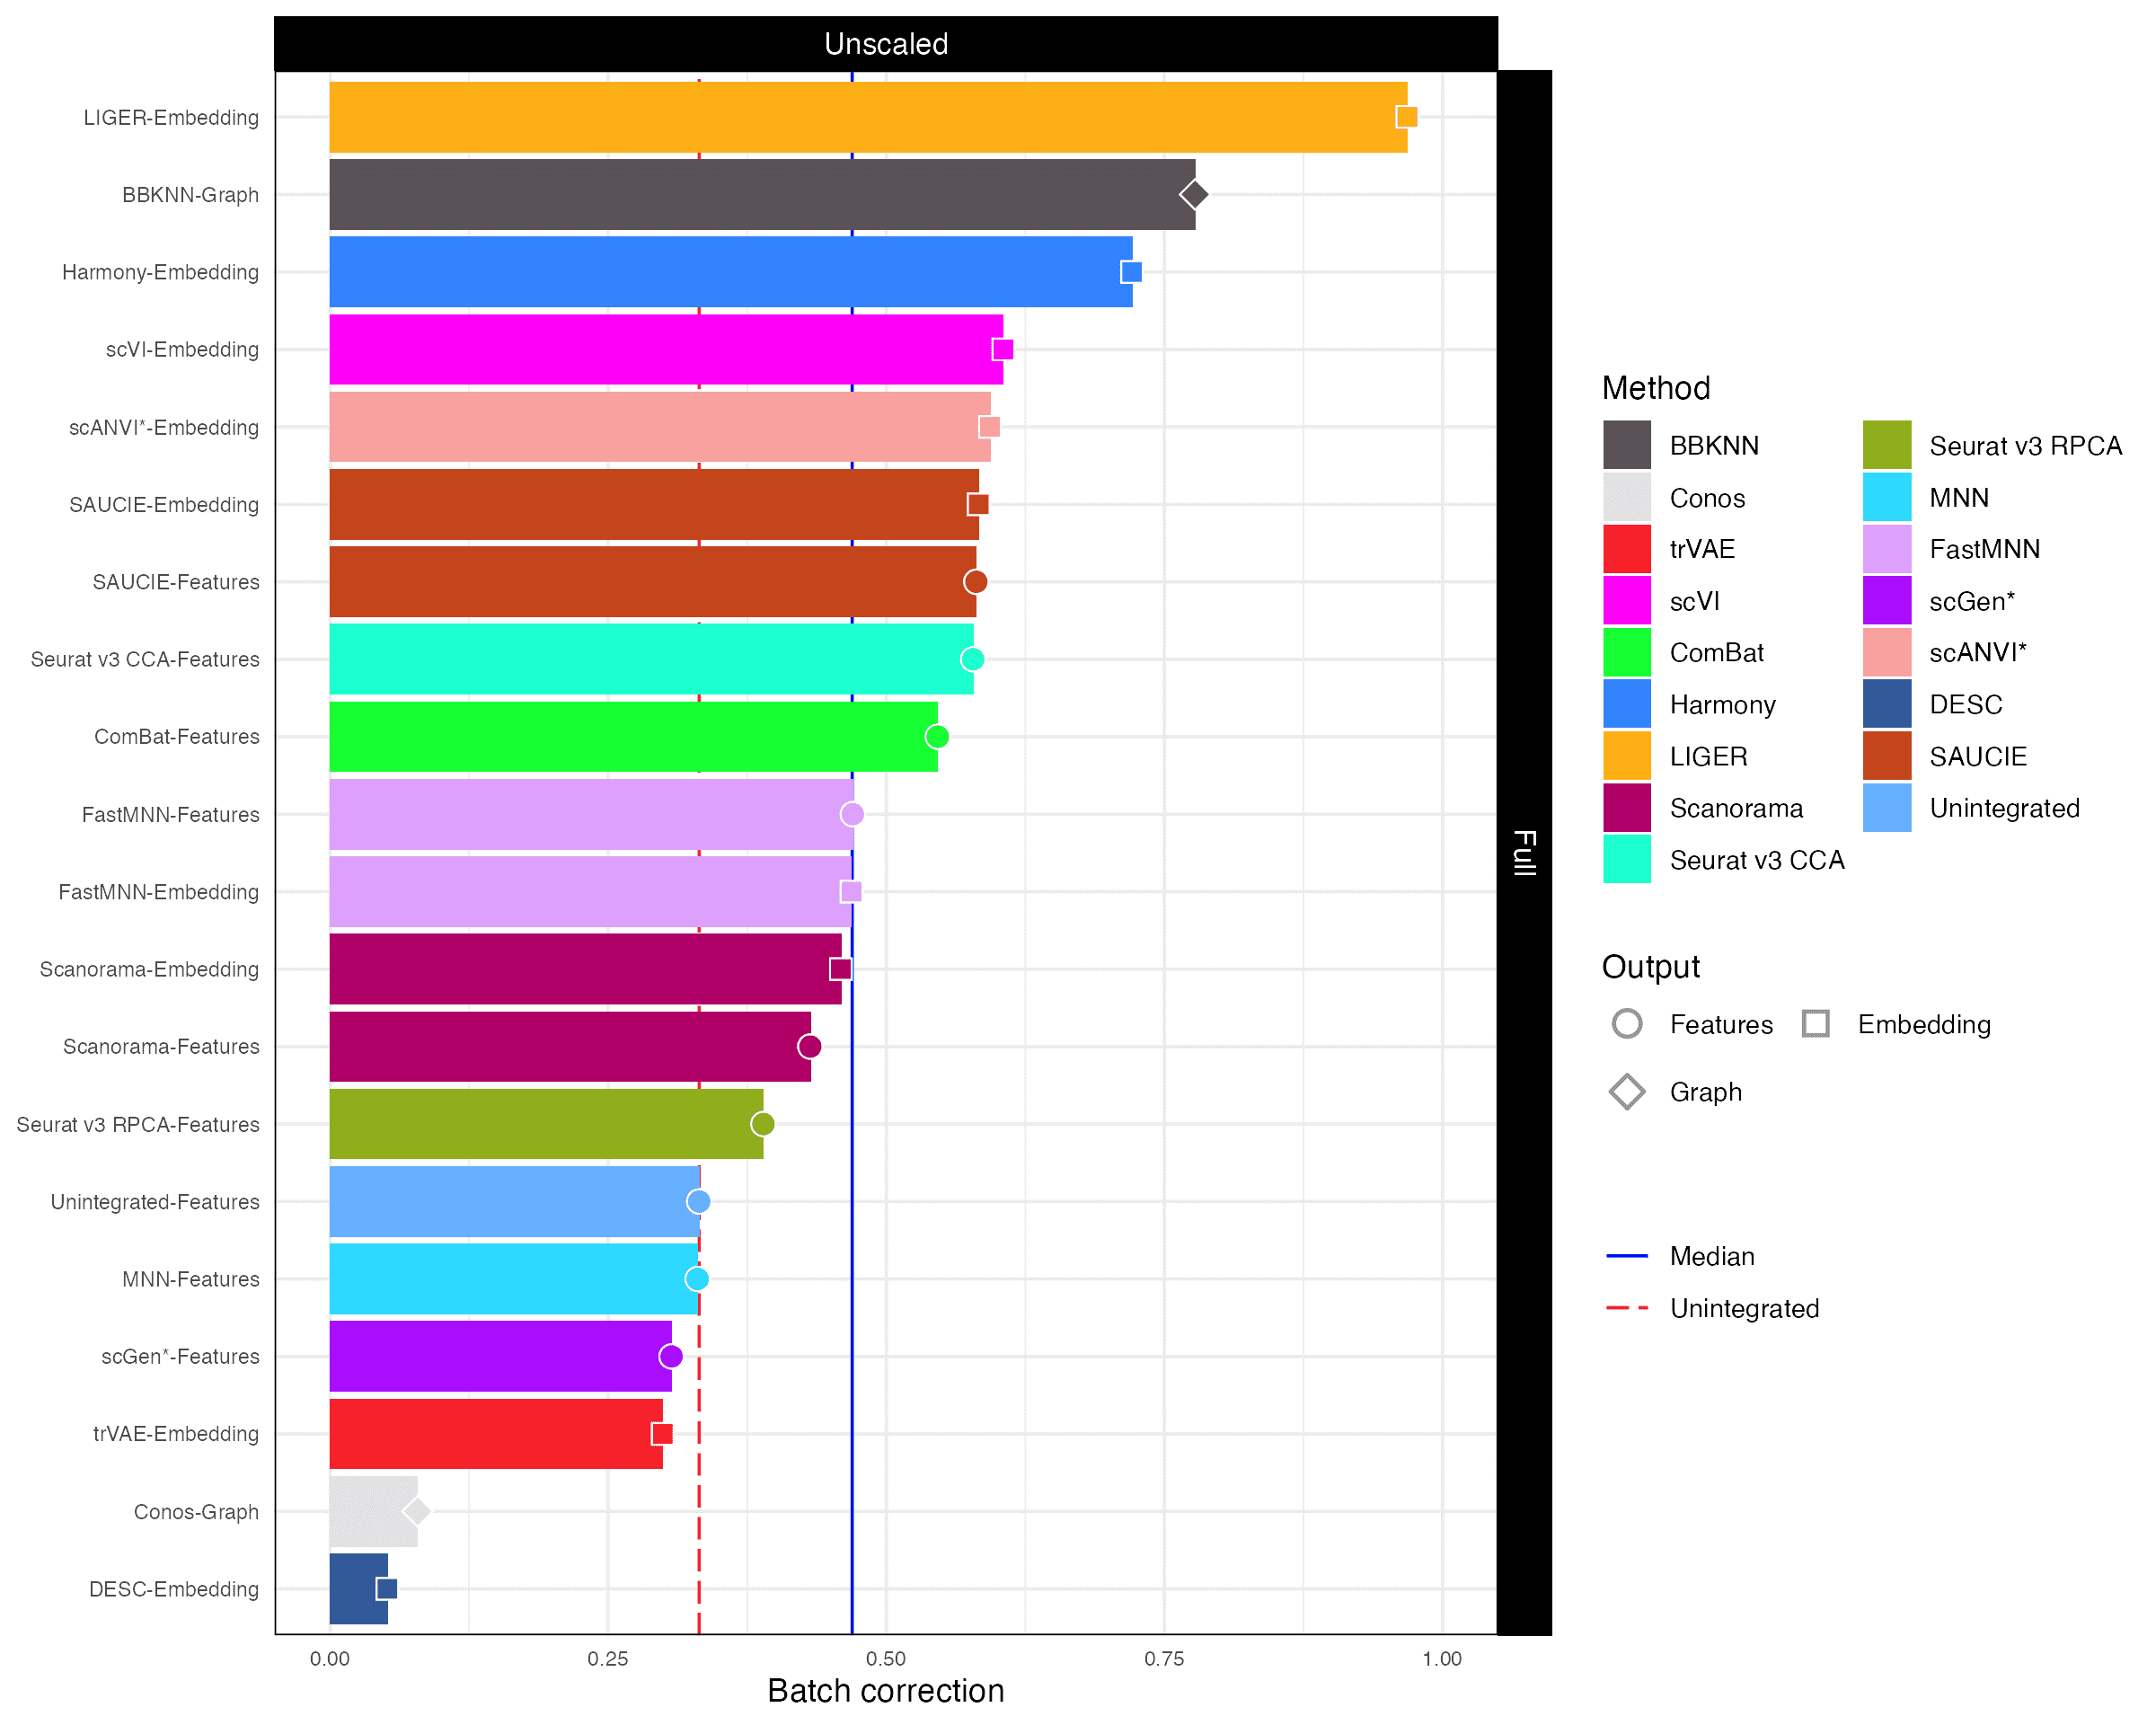 Unscaled
LIGER-Embedding
BBKNN-Graph
Harmony-Embedding
scVI-Embedding
scANVI*-Embedding
SAUCIE-Embedding
SAUCIE-Features
Seurat v3 CCA-Features
ComBat-Features
FastMNN-Features
FastMNN-Embedding
Scanorama-Embedding
Scanorama-Features
Seurat v3 RPCA-Features
Unintegrated-Features
MNN-Features
scGen*-Features
trVAE-Embedding
Conos-Graph
DESC-Embedding
0.00 0.25 0.50 0.75 1.00
Batch correction
Full
Method
BBKNN
Conos
trVAE
scVI
ComBat
Harmony
LIGER
Scanorama
Seurat v3 CCA
Seurat v3 RPCA
MNN
FastMNN
scGen*
scANVI*
DESC
SAUCIE
Unintegrated
Output
Features Embedding
Graph
Median
Unintegrated